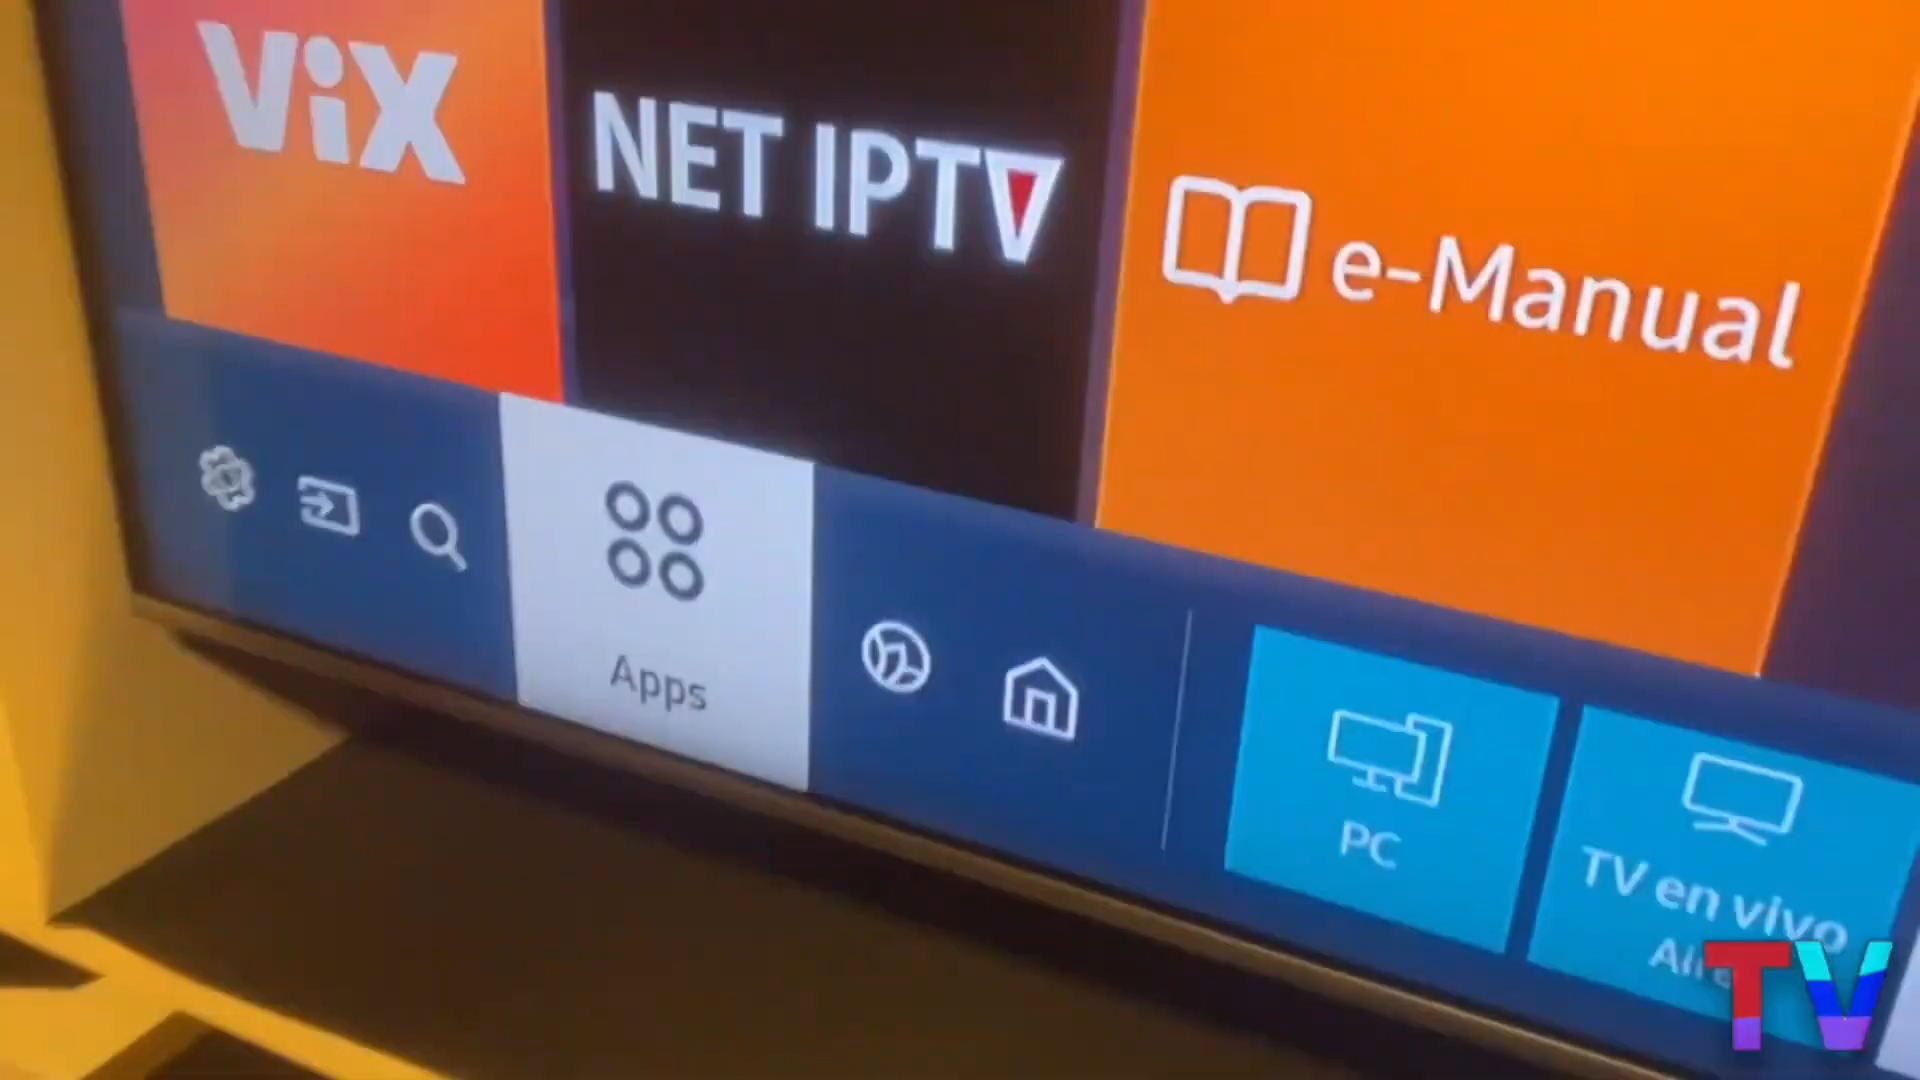 ViX
NET IPTV
e-Manual
Apps
PC
TV en vivo
TV